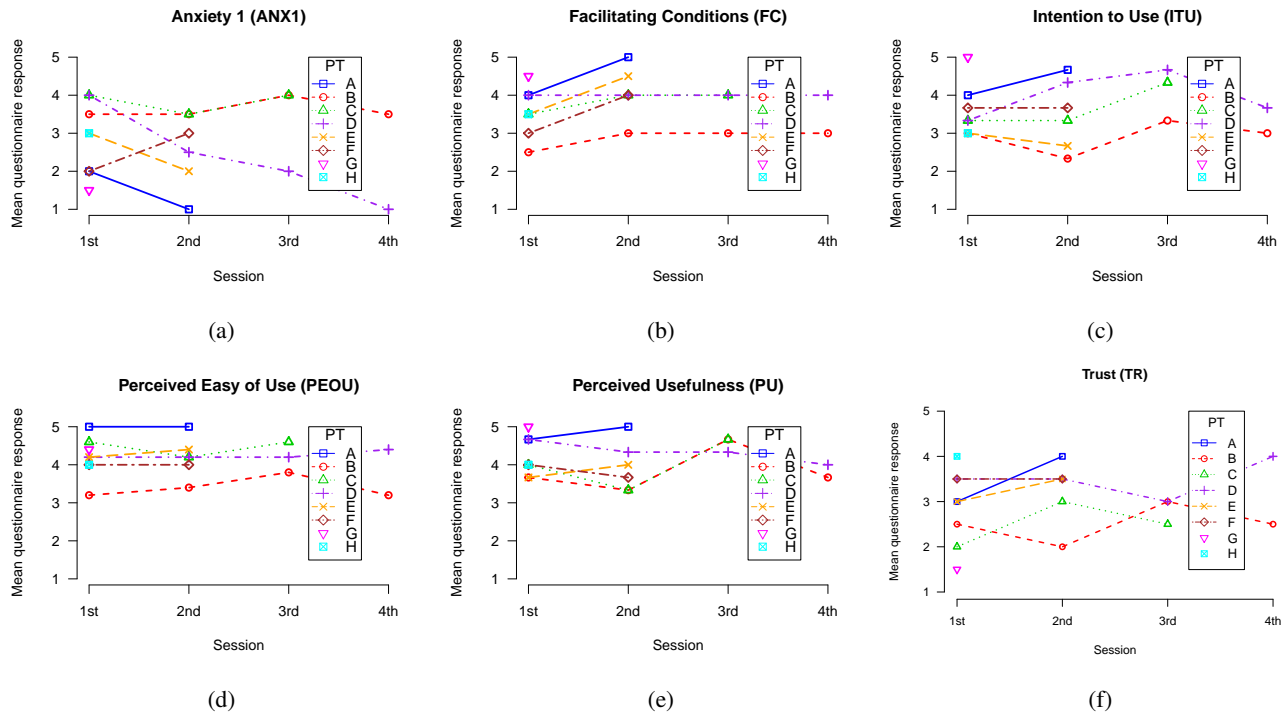 Anxiety 1 (ANX1)
Mean questionnaire response
5
4
3
2
1
1st 2nd 3rd 4th
Session
PT
A
B
C
D
E
F
G
H
(a)
Facilitating Conditions (FC)
Mean questionnaire response
5
4
3
2
1
1st 2nd 3rd 4th
Session
PT
A
B
C
D
E
F
G
H
(b)
Intention to Use (ITU)
Mean questionnaire response
5
4
3
2
1
1st 2nd 3rd 4th
Session
PT
A
B
C
D
E
F
G
H
(c)
Perceived Easy of Use (PEOU)
Mean questionnaire response
5
4
3
2
1
1st 2nd 3rd 4th
Session
PT
A
B
C
D
E
F
G
H
(d)
Perceived Usefulness (PU)
Mean questionnaire response
5
4
3
2
1
1st 2nd 3rd 4th
Session
PT
A
B
C
D
E
F
G
H
(e)
Trust (TR)
Mean questionnaire response
5
4
3
2
1
1st 2nd 3rd 4th
Session
PT
A
B
C
D
E
F
G
H
(f)